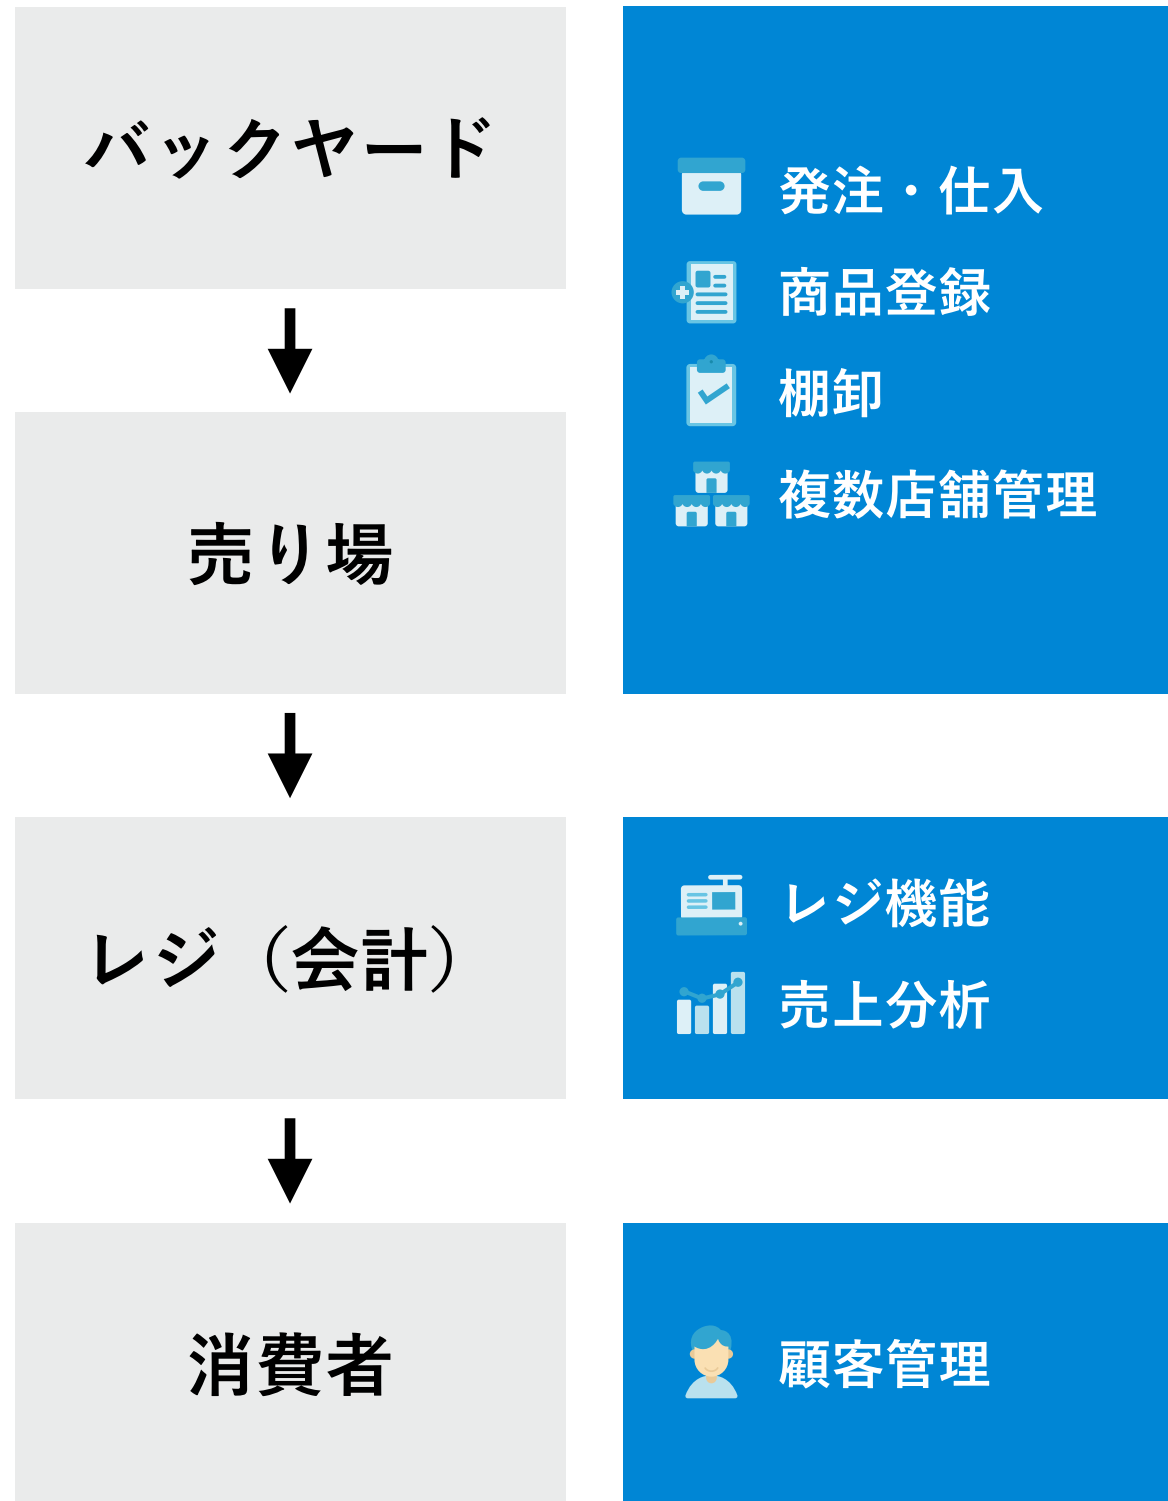 バックヤード
発注・仕入
商品登録
棚卸
複数店舗管理
売り場
レジ（会計）
レジ機能
売上分析
消費者
顧客管理